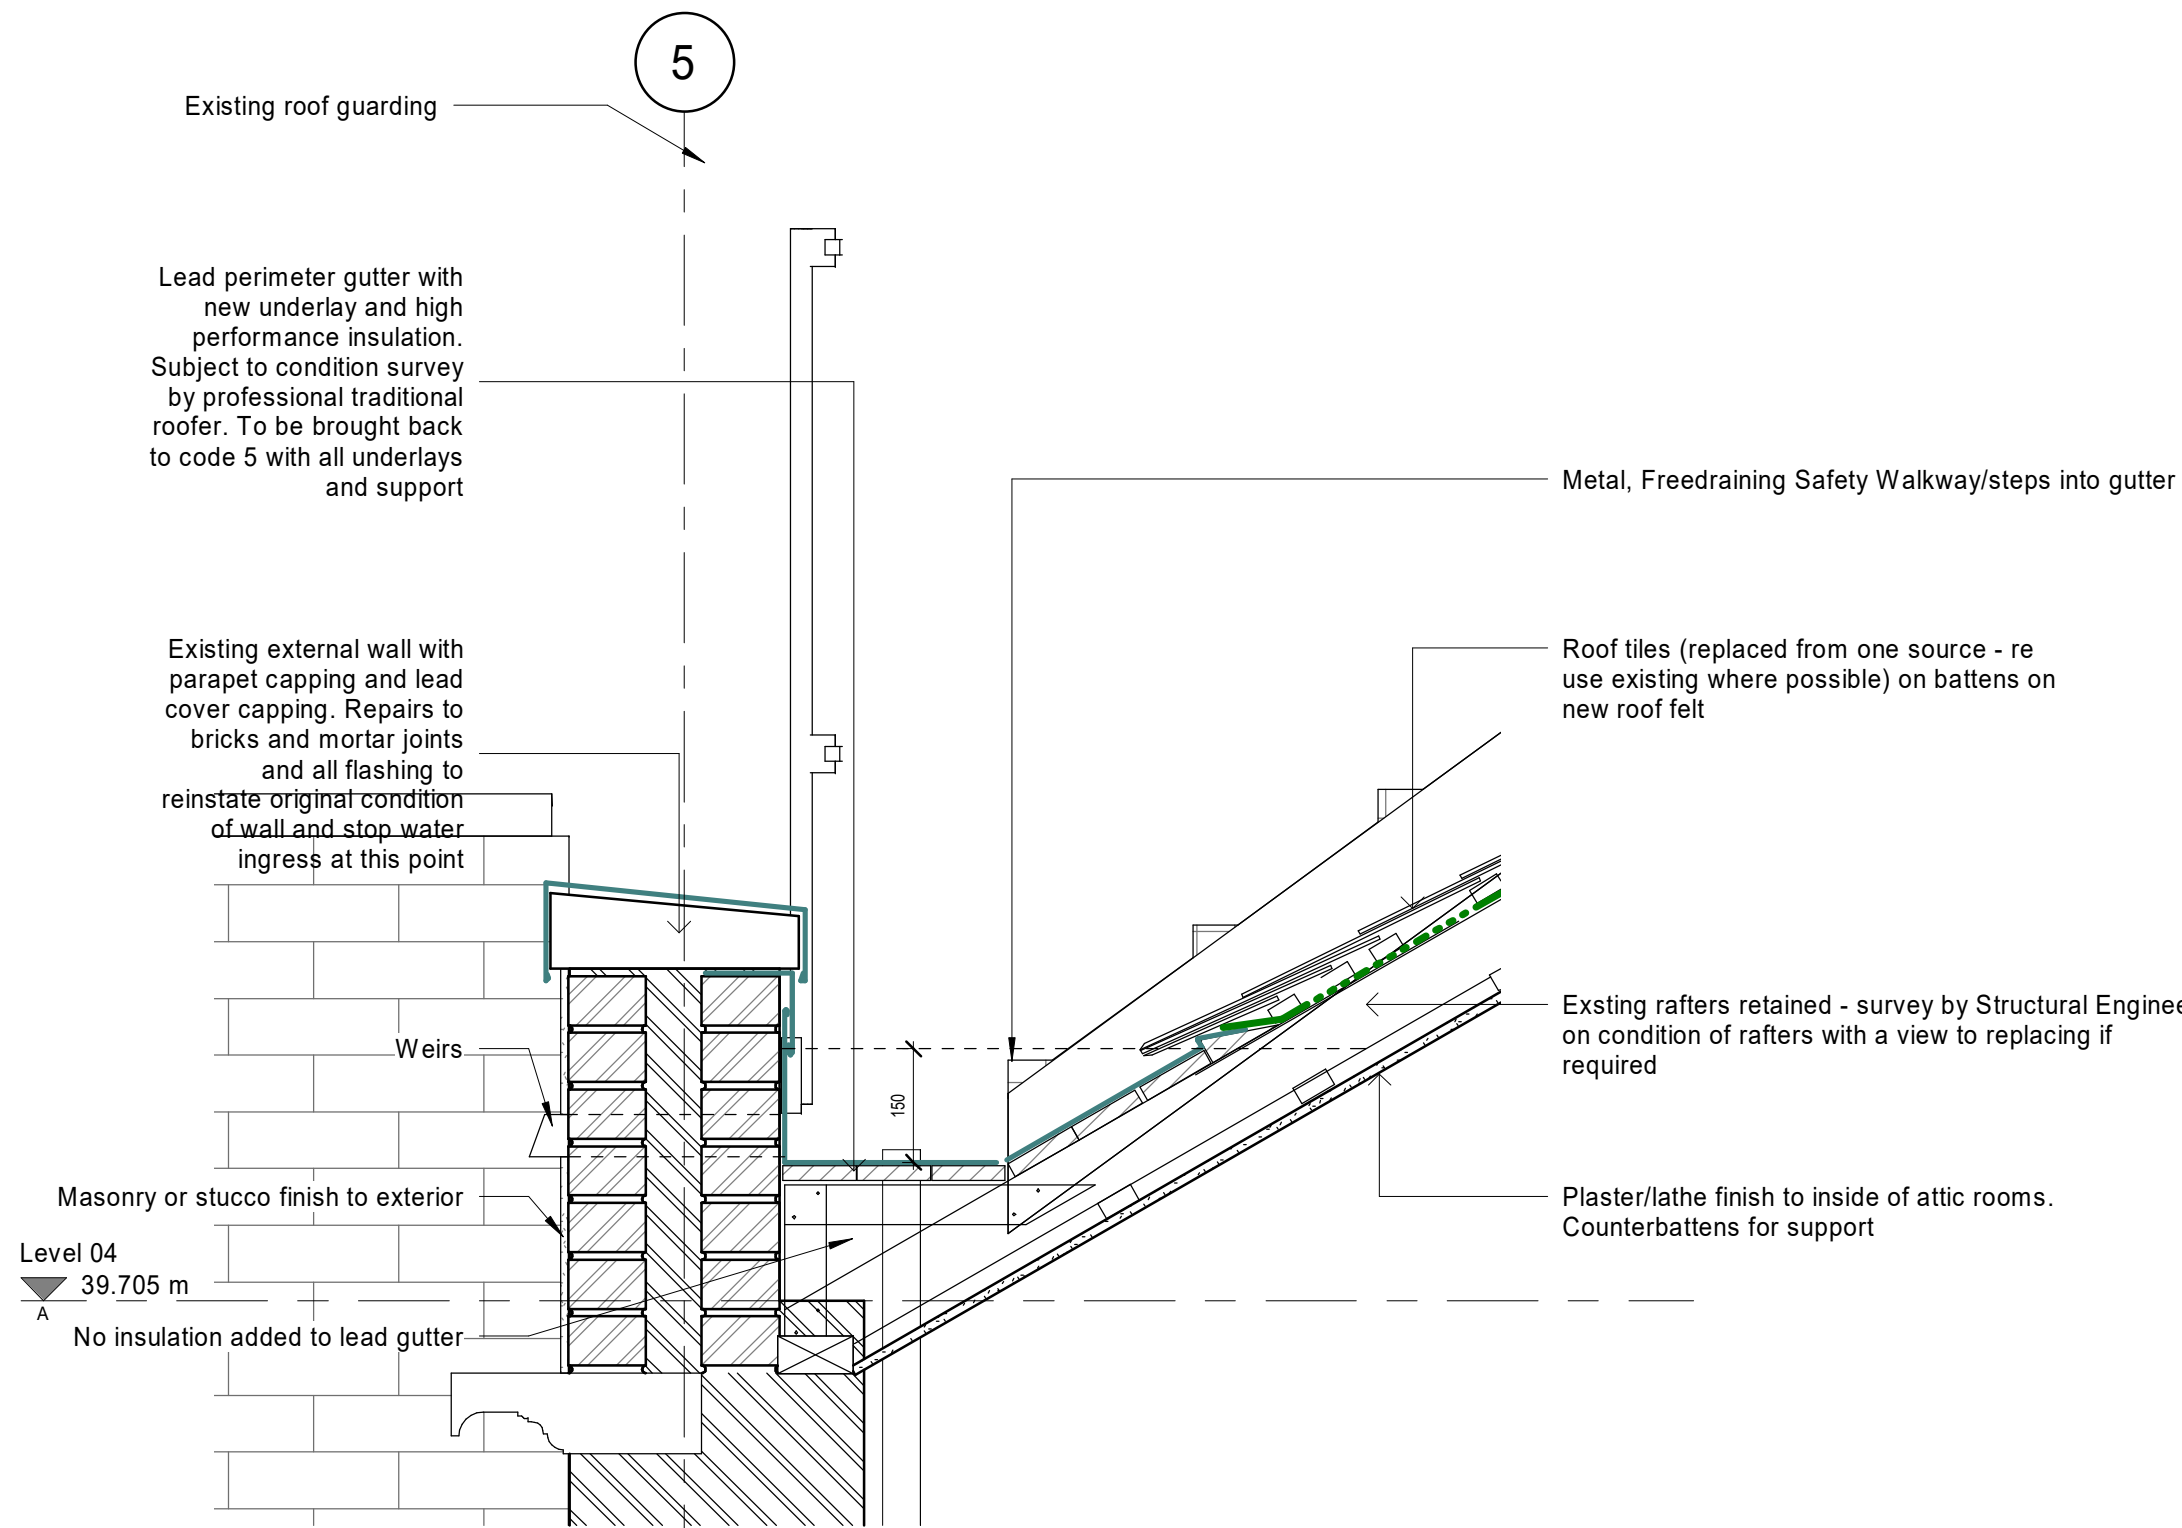 5
Existing roof guarding
Lead perimeter gutter with
new underlay and high
performance insulation.
Subject to condition survey
by professional traditional
roofer. To be brought back
to code 5 with all underlays
and support
Metal, Freedraining Safety Walkway/steps into gutter
Existing external wall with
parapet capping and lead
cover capping. Repairs to
bricks and mortar joints
and all flashing to
reinstate original condition
of wall and stop water
ingress at this point
Roof tiles (replaced from one source - re
use existing where possible) on battens on
new roof felt
Weirs
150
Exsting rafters retained - survey by Structural Enginee
on condition of rafters with a view to replacing if
required
Masonry or stucco finish to exterior
Plaster/lathe finish to inside of attic rooms.
Counterbattens for support
Level 04
39.705 m
A
No insulation added to lead gutter